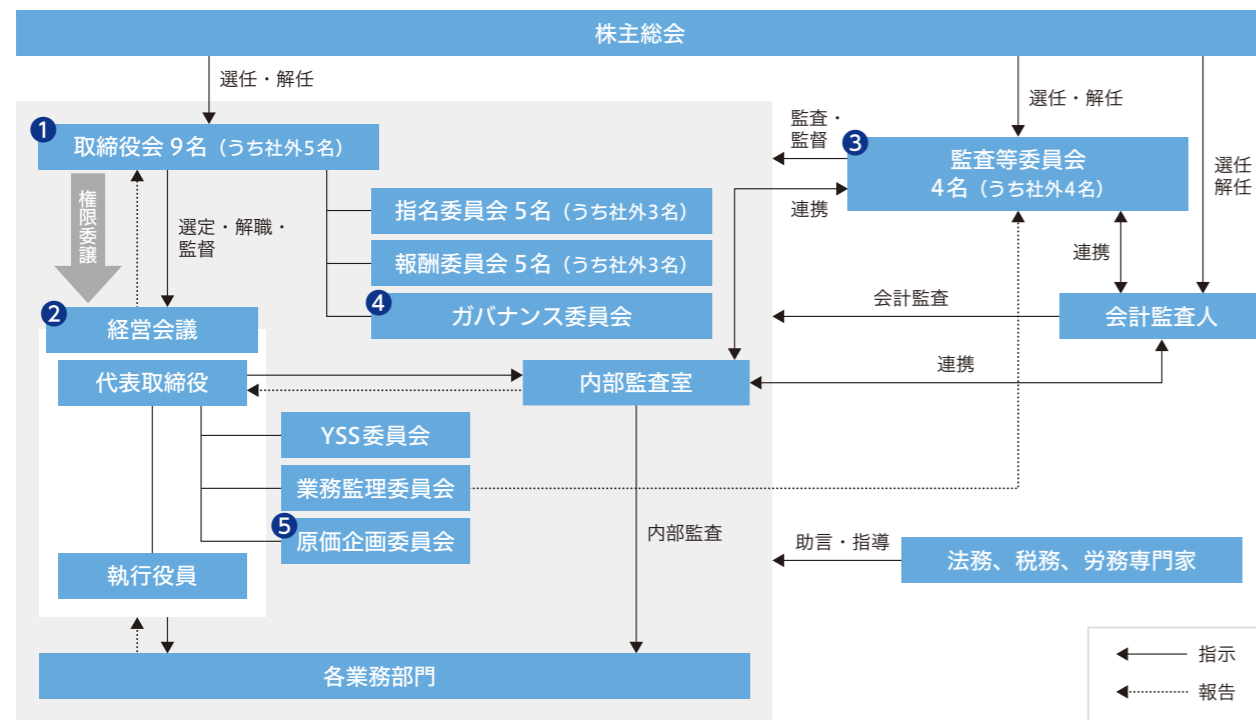 株主総会
選任・解任
選任・解任
選任
解任
1
取締役会 9名（うち社外5名）
監査・
監督
3
監査等委員会
4名（うち社外4名）
権限委譲
選定・解職・
監督
指名委員会 5名（うち社外3名）
連携
報酬委員会 5名（うち社外3名）
連携
4
ガバナンス委員会
会計監査
会計監査人
2
経営会議
代表取締役
内部監査室
連携
YSS委員会
業務監理委員会
5
原価企画委員会
内部監査
助言・指導
法務、税務、労務専門家
執行役員
各業務部門
指示
報告